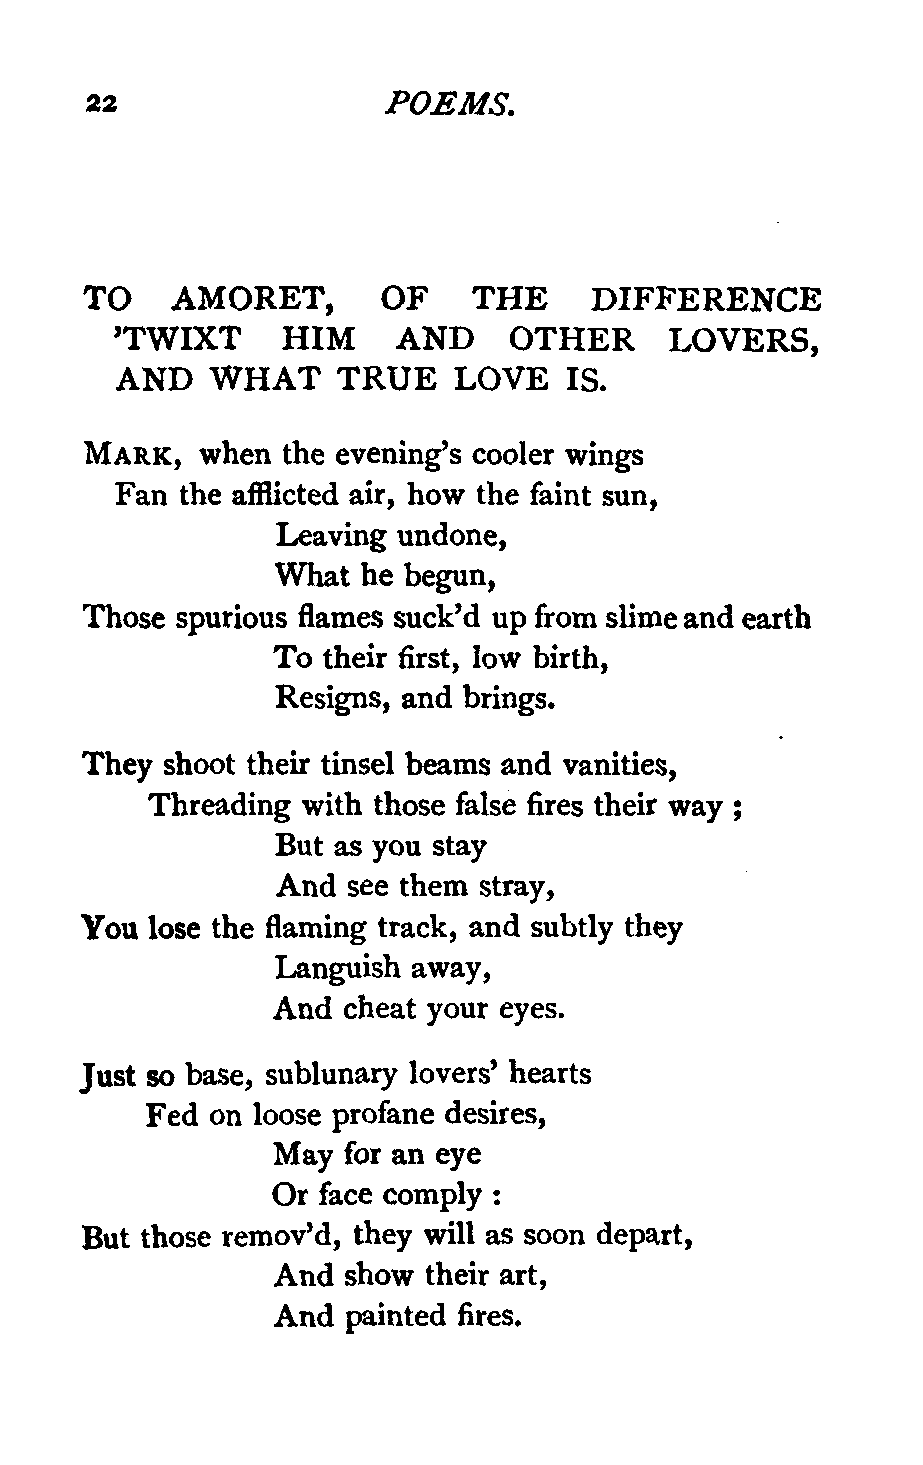 22 POEMS.
TO AMORET, OF THE DIFFERENCE
’TWIXT HIM AND OTHER LOVERS,
AND WHAT TRUE LOVE IS.
MARK, when the evening’s cooler wings
Fan the afflicted air, how the faint sun,
Leaving undone,
What he begun,
Those spurious flames suck’d up from slime and earth
To their first, low birth,
Resigns, and brings.
They shoot their tinsel beams and vanities,
Threading with those false fires their way ;
But as you stay
And see them stray,
You lose the flaming track, and subtly they
Languish away,
And cheat your eyes.
Just so base, sublunary lovers’ hearts
Fed on loose profane desires,
May for an eye
Or face comply :
But those remov’d, they will as soon depart,
And show their art,
And painted fires.